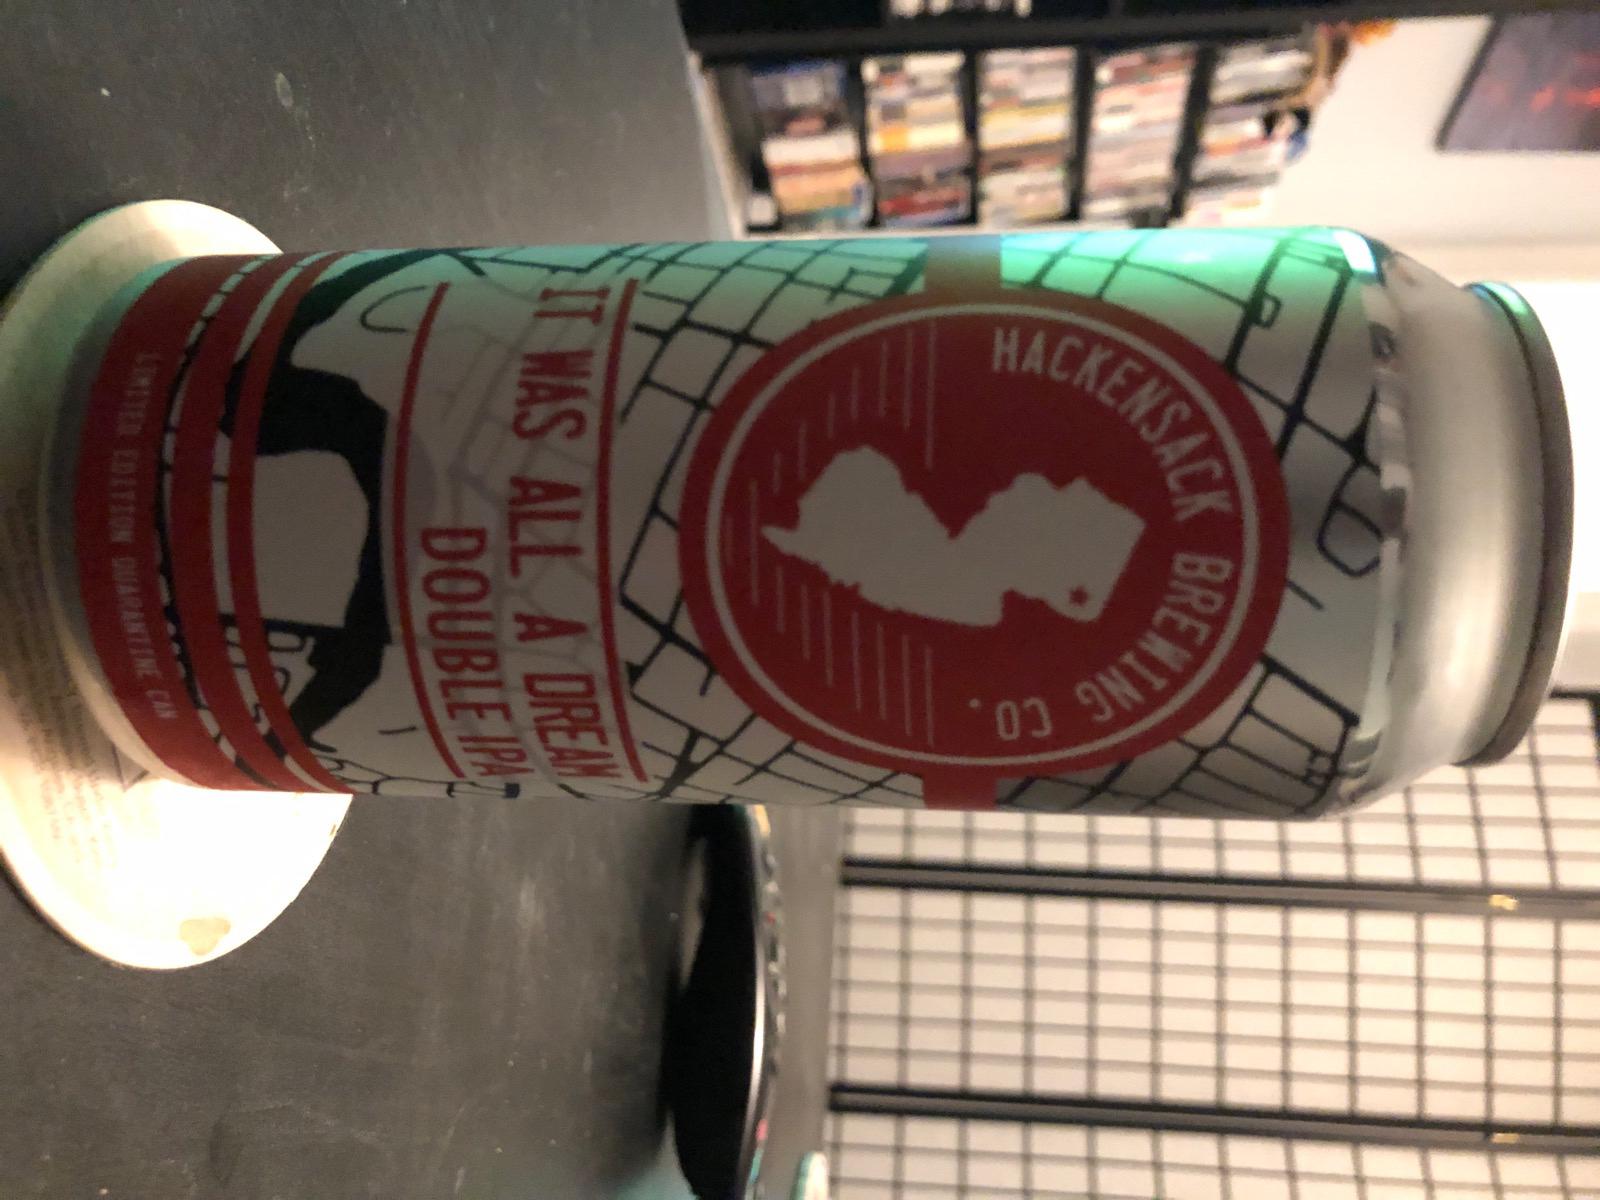 HACKENSACK BREWING CO.
IT WAS ALL A DREAM
DOUBLE IPA
LIMITED EDITION QUARANTINE CAN